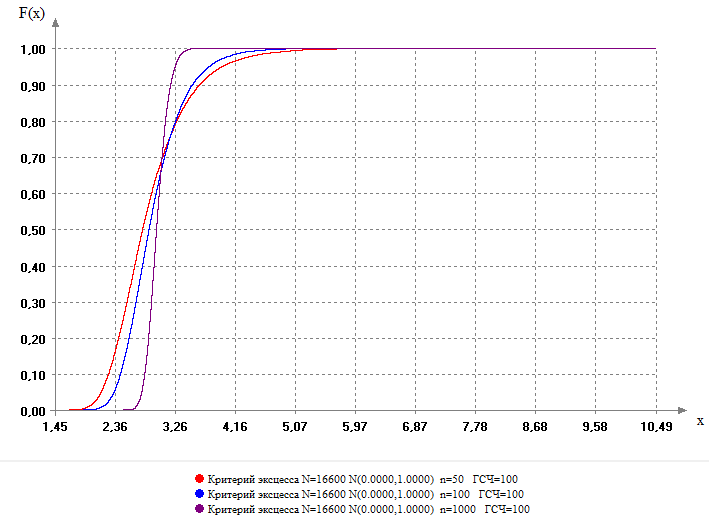 F(x)
1,00
0,90
0,80
0,70
0,60
0,50
0,40
0,30
0,20
0,10
0,00
1,45 2,36 3,26 4,16 5,07 5,97 6,87 7,78 8,68 9,58 10,49
x
Критерий эксцесса N=16600 N(0.0000,1.0000) n=50 ГСЧ=100
Критерий эксцесса N=16600 N(0.0000,1.0000) n=100 ГСЧ=100
Критерий эксцесса N=16600 N(0.0000,1.0000) n=1000 ГСЧ=100